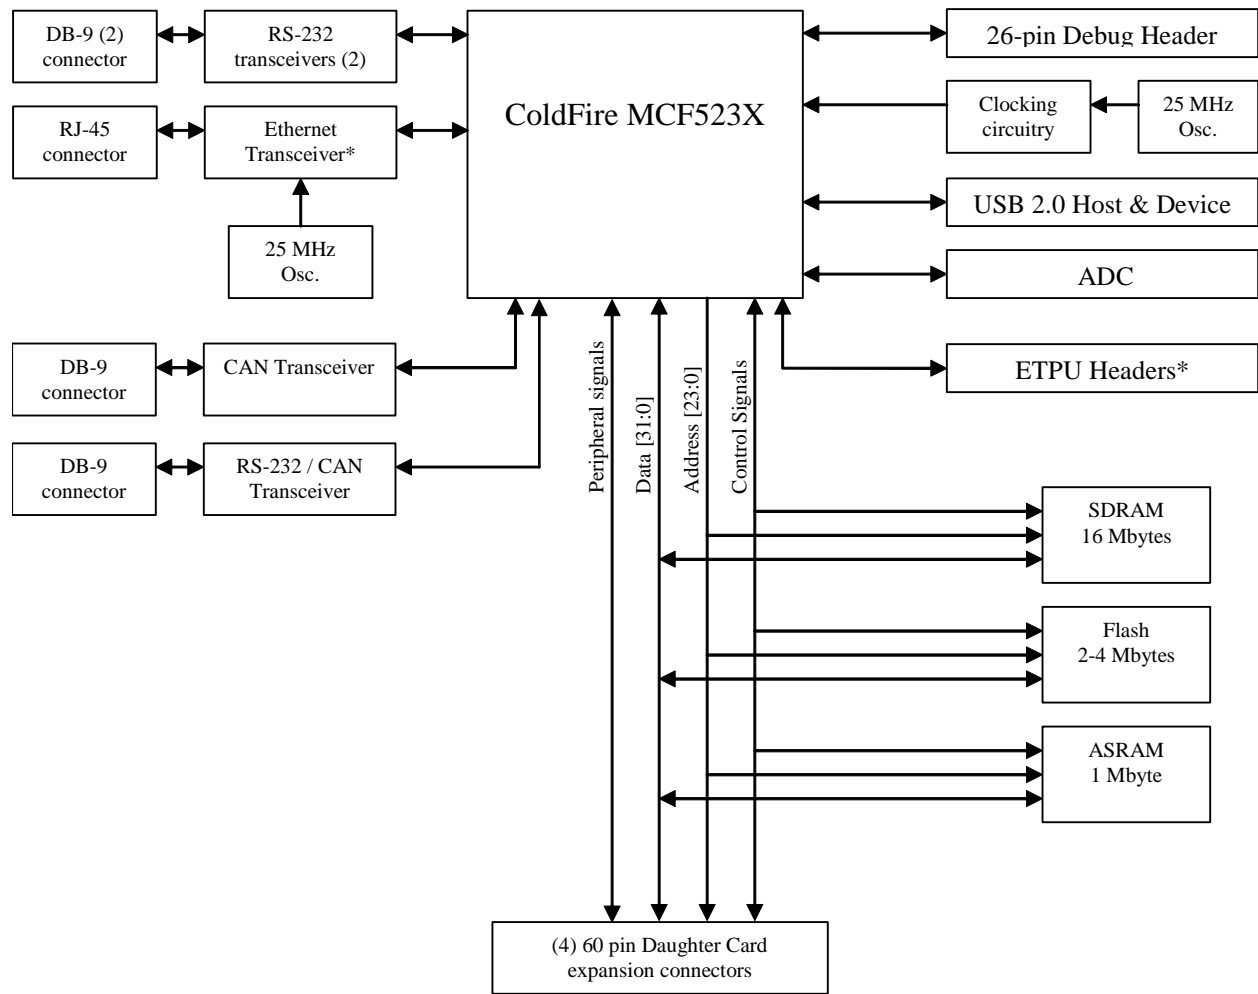 DB-9 (2)
connector
RS-232
transceivers (2)
ColdFire MCF523X
26-pin Debug Header
RJ-45
connector
Ethernet
Transceiver*
Clocking
circuitry
25 MHz
Osc.
25 MHz
Osc.
USB 2.0 Host & Device
ADC
ETPU Headers*
DB-9
connector
CAN Transceiver
DB-9
connector
RS-232 / CAN
Transceiver
Peripheral signals
Data [31:0]
Address [23:0]
Control Signals
SDRAM
16 Mbytes
Flash
2-4 Mbytes
ASRAM
1 Mbyte
(4) 60 pin Daughter Card
expansion connectors